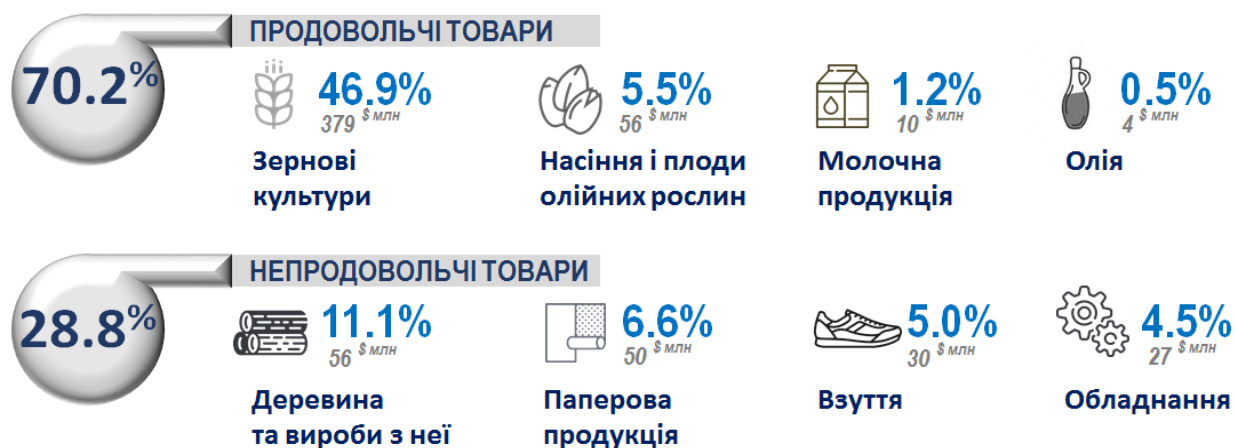 ПРОДОВОЛЬЧІ ТОВАРИ
70.2%
46.9%
379 $ млн
Зернові
культури
5.5%
56 $ млн
Насіння і плоди
олійних рослин
1.2%
10 $ млн
Молочна
продукція
0.5%
4 $ млн
Олія
НЕПРОДОВОЛЬЧІ ТОВАРИ
28.8%
11.1%
56 $ млн
Деревина
та вироби з неї
6.6%
50 $ млн
Паперова
продукція
5.0%
30 $ млн
Взуття
4.5%
27 $ млн
Обладнання